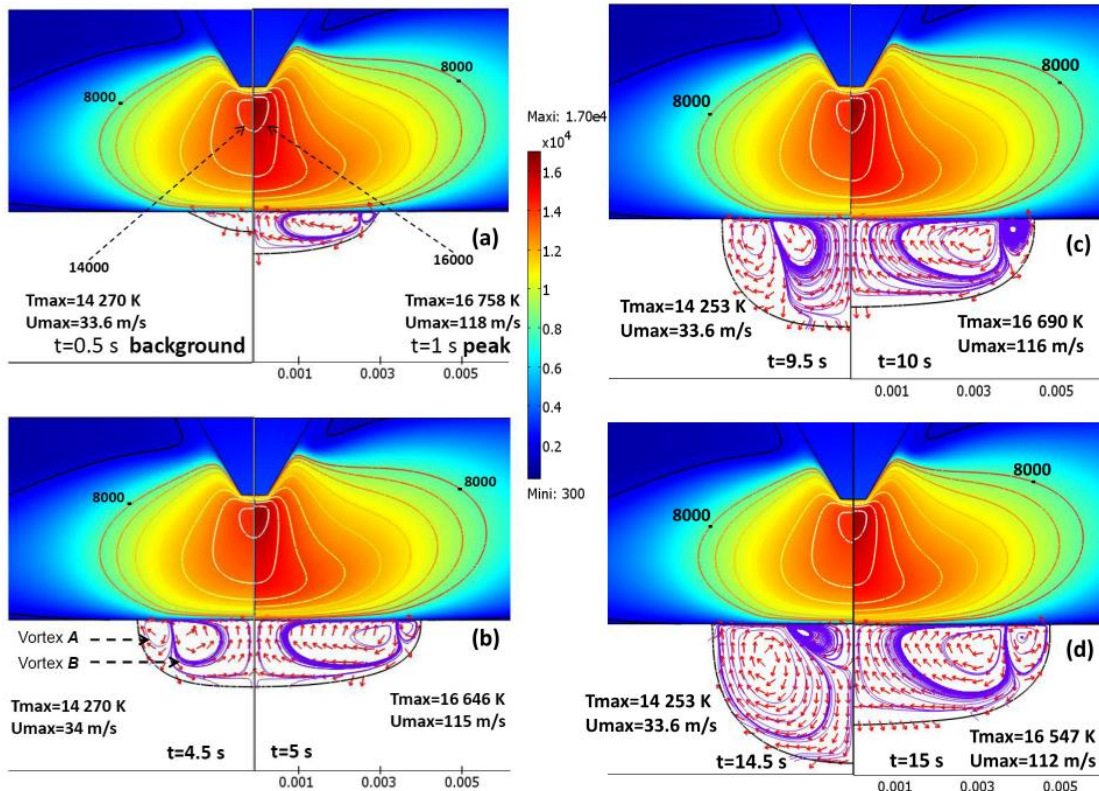 8000
8000
(a)
14000
16000
Tmax=14 270 K
Umax=33.6 m/s
t=0.5 s background
Tmax=16 758 K
Umax=118 m/s
t=1 s peak
0.001
0.003
0.005
Maxi: 1.70e4
x10⁴
1.6
1.4
1.2
1
0.8
0.6
0.4
0.2
Mini: 300
8000
8000
(c)
Tmax=14 253 K
Umax=33.6 m/s
Tmax=16 690 K
Umax=116 m/s
t=9.5 s
t=10 s
0.001
0.003
0.005
8000
8000
(b)
Vortex A
Vortex B
Tmax=14 270 K
Umax=34 m/s
Tmax=16 646 K
Umax=115 m/s
t=4.5 s
t=5 s
0.001
0.003
0.005
8000
8000
(d)
Tmax=14 253 K
Umax=33.6 m/s
Tmax=16 547 K
Umax=112 m/s
t=14.5 s
t=15 s
0.001
0.003
0.005